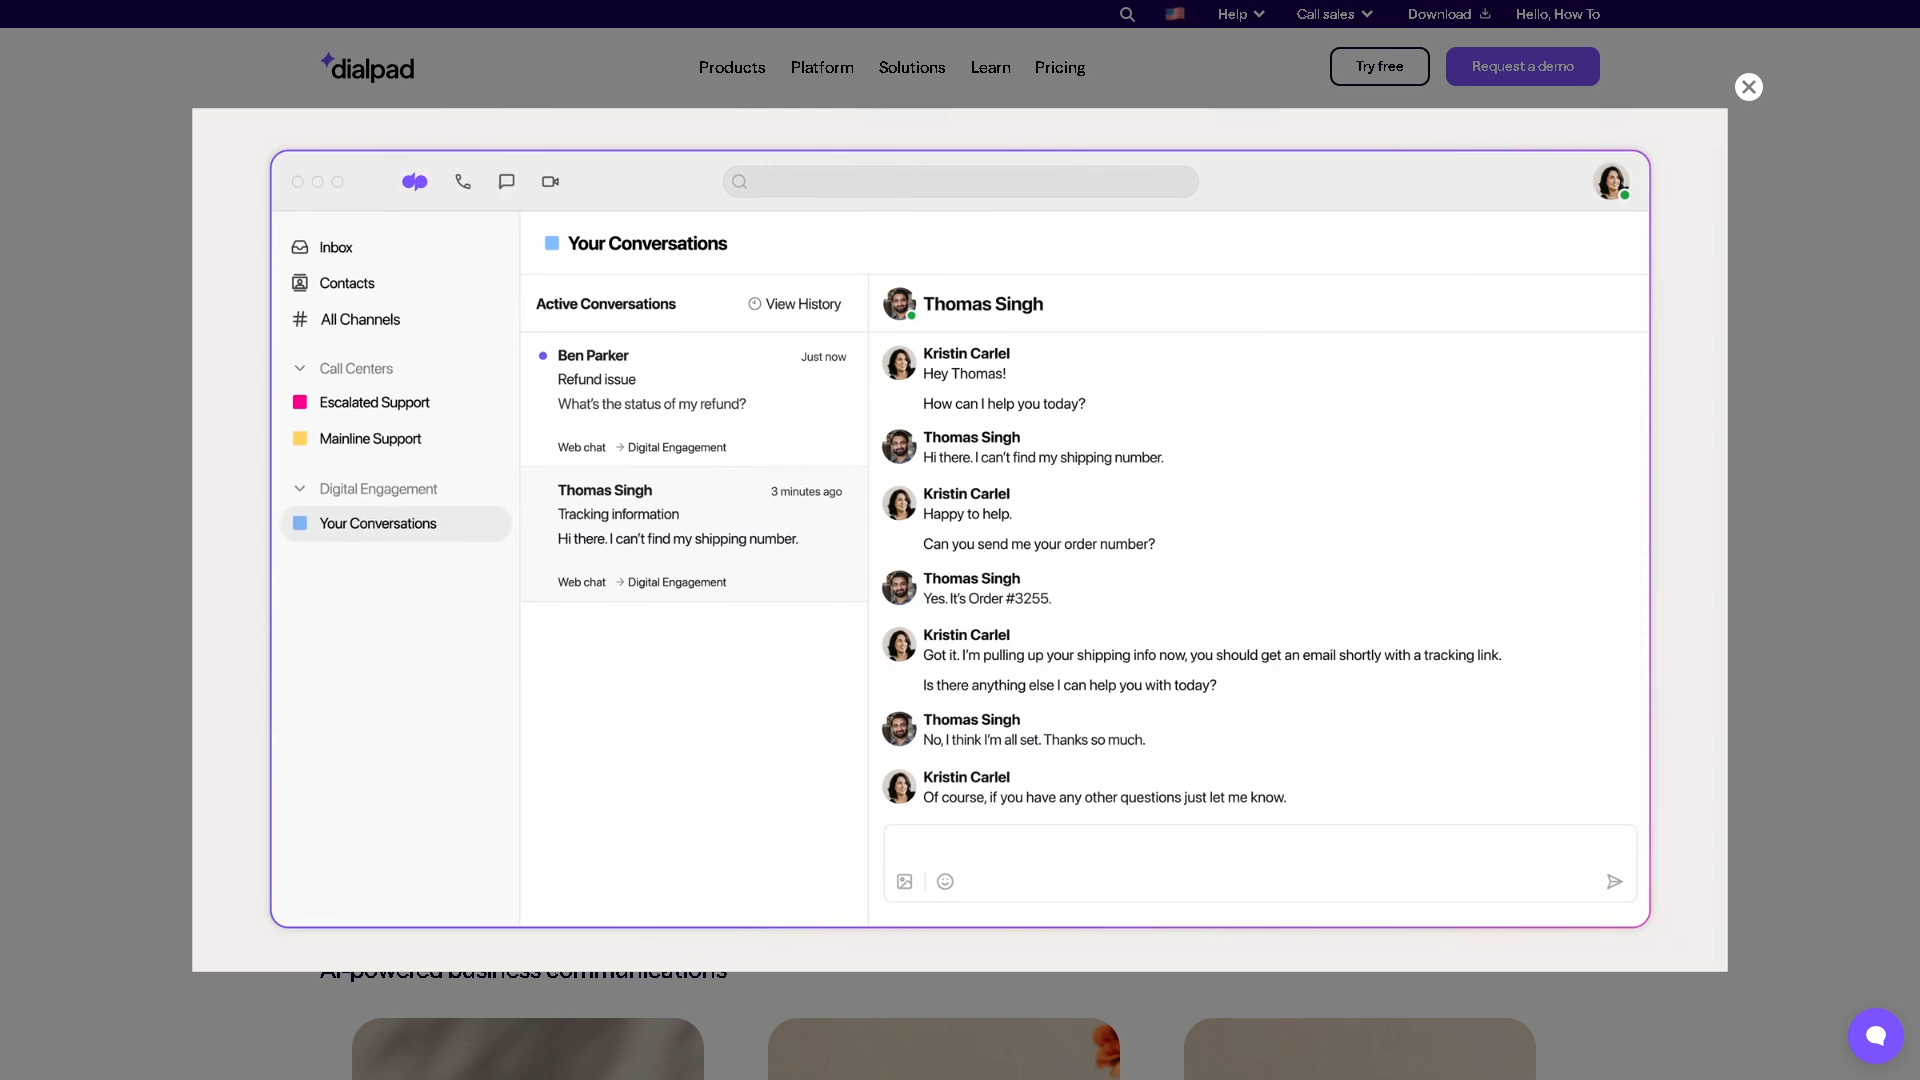 Help
Call sales
Download
Hello, How To
dialpad
Products
Platform
Solutions
Learn
Pricing
Try free
Request a demo
Inbox
Contacts
All Channels
Call Centers
Escalated Support
Mainline Support
Digital Engagement
Your Conversations
Your Conversations
Active Conversations
View History
Ben Parker
Just now
Refund issue
What's the status of my refund?
Web chat → Digital Engagement
Thomas Singh
3 minutes ago
Tracking information
Hi there. I can't find my shipping number.
Web chat → Digital Engagement
Thomas Singh
Kristin Carlel
Hey Thomas!
How can I help you today?
Thomas Singh
Hi there. I can't find my shipping number.
Kristin Carlel
Happy to help.
Can you send me your order number?
Thomas Singh
Yes. It's Order #3255.
Kristin Carlel
Got it. I'm pulling up your shipping info now, you should get an email shortly with a tracking link.
Is there anything else I can help you with today?
Thomas Singh
No, I think I'm all set. Thanks so much.
Kristin Carlel
Of course, if you have any other questions just let me know.
AI-powered business communications